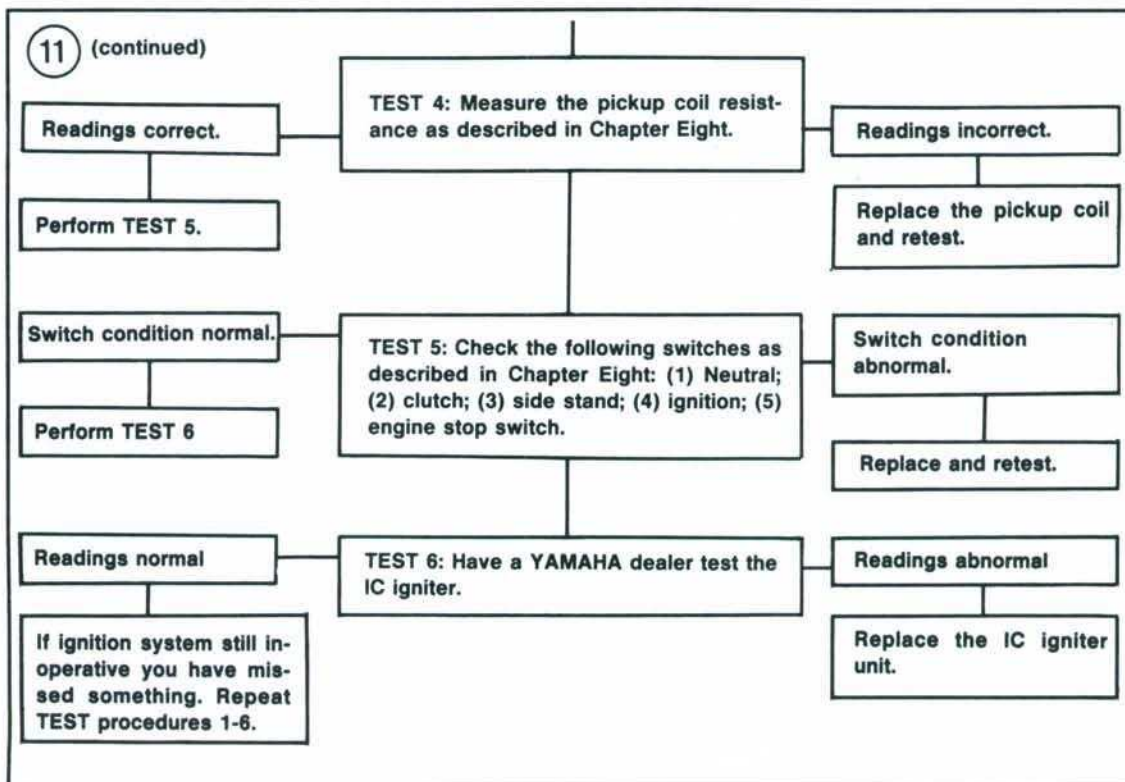 11 (continued)
TEST 4: Measure the pickup coil resist-
ance as described in Chapter Eight.
Readings correct.
Readings incorrect.
Perform TEST 5.
Replace the pickup coil
and retest.
Switch condition normal.
TEST 5: Check the following switches as
described in Chapter Eight: (1) Neutral;
(2) clutch; (3) side stand; (4) ignition; (5)
engine stop switch.
Switch condition
abnormal.
Perform TEST 6
Replace and retest.
Readings normal
TEST 6: Have a YAMAHA dealer test the
IC igniter.
Readings abnormal
If ignition system still in-
operative you have mis-
sed something. Repeat
TEST procedures 1-6.
Replace the IC igniter
unit.